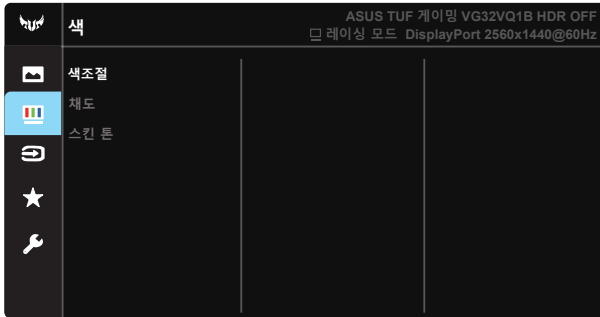 색
ASUS TUF 게이밍 VG32VQ1B HDR OFF
레이싱 모드 DisplayPort 2560x1440@60Hz
색조절
채도
스킨 톤